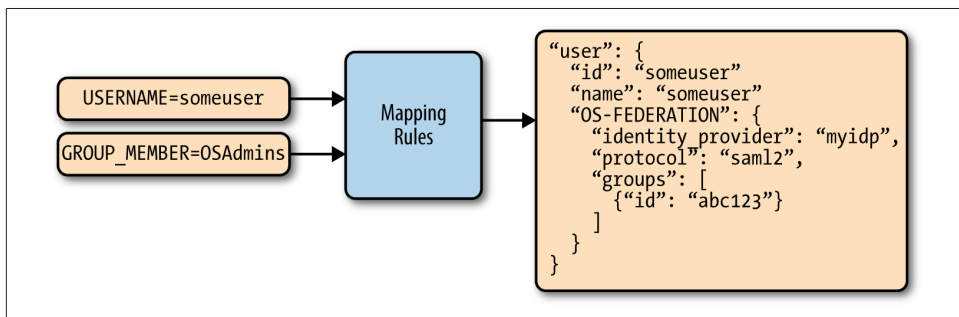 USERNAME=someuser
GROUP_MEMBER=OSAdmins
Mapping
Rules
“user”: {
“id”: “someuser”
“name”: “someuser”
“OS-FEDERATION”: {
“identity_provider”: “myidp”,
“protocol”: “saml2”,
“groups”: [
{“id”: “abc123”}
]
}
}